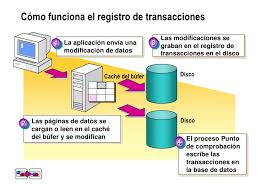 Cómo funciona el registro de transacciones
La aplicación envía una
modificación de datos
Las modificaciones se
graban en el registro de
transacciones en el disco
Caché del búfer
Disco
Disco
Las páginas de datos se
cargan o leen en el caché
del búfer y se modifican
El proceso Punto
de comprobación
escribe las
transacciones en
la base de datos